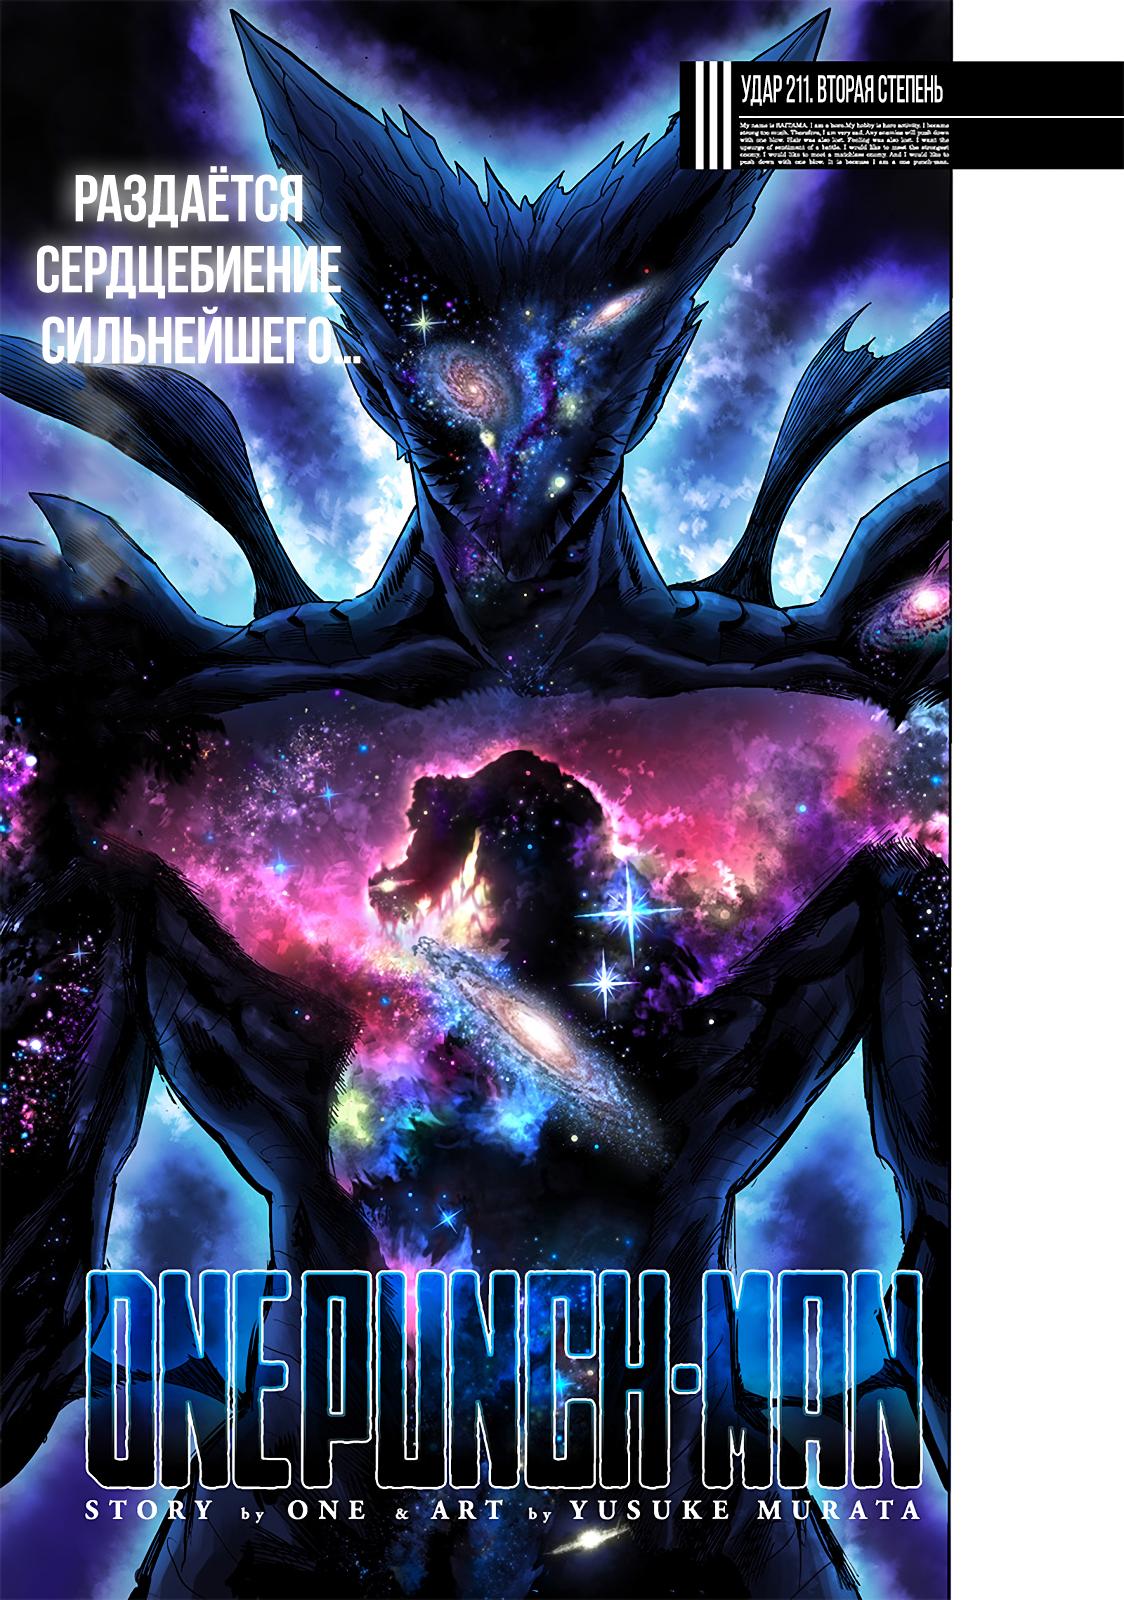 УДАР 211. ВТОРАЯ СТЕПЕНЬ
My name is SAITAMA. I am a hero. My hobby is hero activity. I became
strong too much. Therefore, I am very sad. Any enemies will push down
with one blow. Hair was also lost. Feeling was also lost. I want the
upsurge of sentiment of a battle. I would like to meet the strongest
enemy. I would like to meet a matchless enemy. And I would like to
push down with one blow. It is because I am a one punch-man.
РАЗДАЁТСЯ
СЕРДЦЕБИЕНИЕ
СИЛЬНЕЙШЕГО...
ONE PUNCH-MAN
STORY by ONE & ART by YUSUKE MURATA